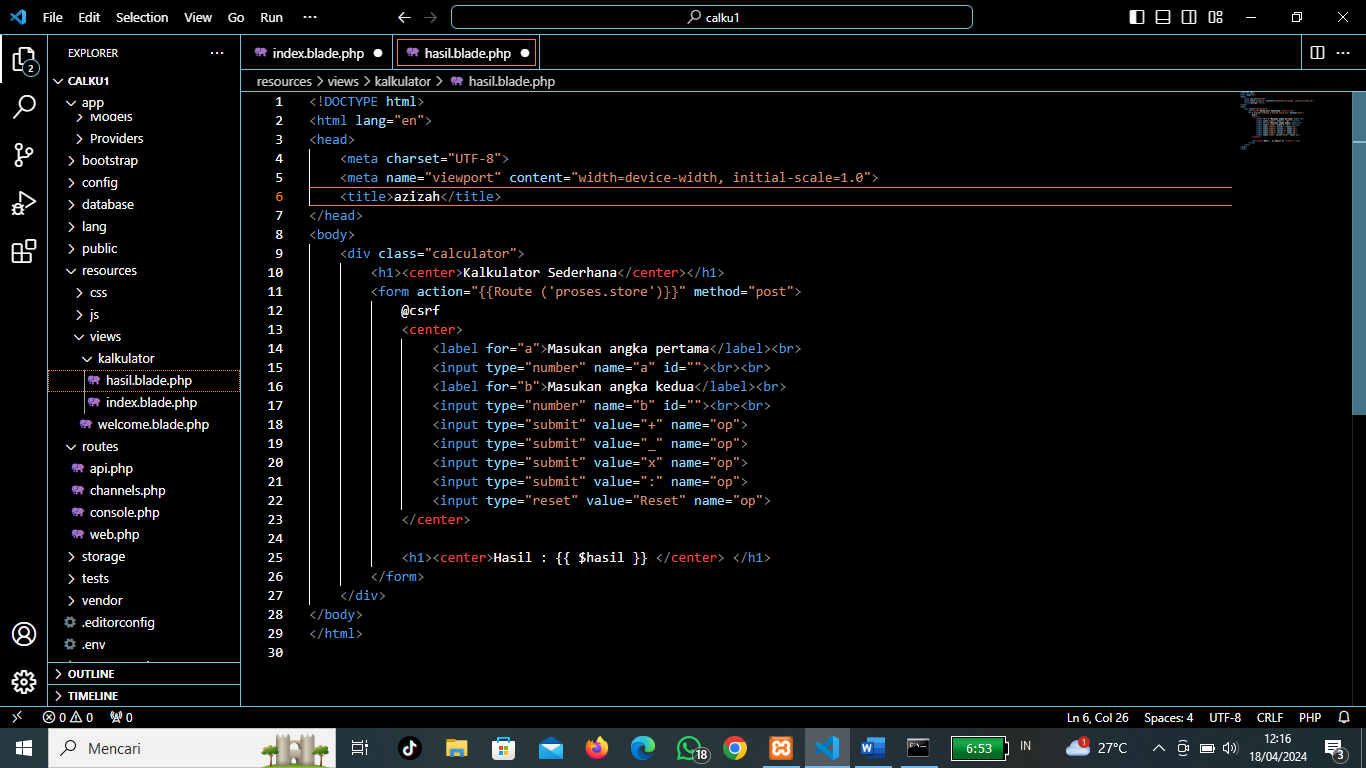 File Edit Selection View Go Run ··· calku1
EXPLORER ···
CALKU1
app
Models
Providers
bootstrap
config
database
lang
public
resources
css
js
views
kalkulator
hasil.blade.php
index.blade.php
welcome.blade.php
routes
api.php
channels.php
console.php
web.php
storage
tests
vendor
.editorconfig
.env
OUTLINE
TIMELINE
2
index.blade.php ● hasil.blade.php ●
resources > views > kalkulator > hasil.blade.php
1 <!DOCTYPE html>
2 <html lang="en">
3 <head>
4 <meta charset="UTF-8">
5 <meta name="viewport" content="width=device-width, initial-scale=1.0">
6 <title>azizah</title>
7 </head>
8 <body>
9 <div class="calculator">
10 <h1><center>Kalkulator Sederhana</center></h1>
11 <form action="{{Route ('proses.store')}}" method="post">
12 @csrf
13 <center>
14 <label for="a">Masukan angka pertama</label><br>
15 <input type="number" name="a" id=""><br><br>
16 <label for="b">Masukan angka kedua</label><br>
17 <input type="number" name="b" id=""><br><br>
18 <input type="submit" value="+" name="op">
19 <input type="submit" value="_" name="op">
20 <input type="submit" value="x" name="op">
21 <input type="submit" value=":" name="op">
22 <input type="reset" value="Reset" name="op">
23 </center>
24
25 <h1><center>Hasil : {{ $hasil }} </center> </h1>
26 </form>
27 </div>
28 </body>
29 </html>
30
0 0 0 Ln 6, Col 26 Spaces: 4 UTF-8 CRLF PHP
Mencari 18 6:53 IN 1 27°C 12:16
18/04/2024 3